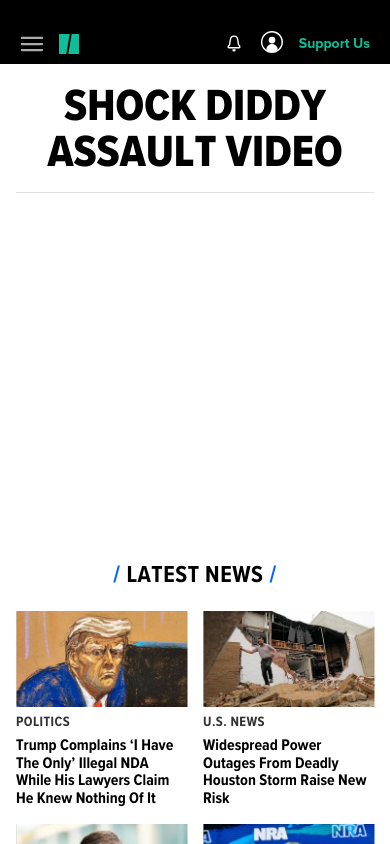 Support Us
SHOCK DIDDY
ASSAULT VIDEO
/ LATEST NEWS /
POLITICS
Trump Complains ‘I Have
The Only’ Illegal NDA
While His Lawyers Claim
He Knew Nothing Of It
U.S. NEWS
Widespread Power
Outages From Deadly
Houston Storm Raise New
Risk
NRA
NRA